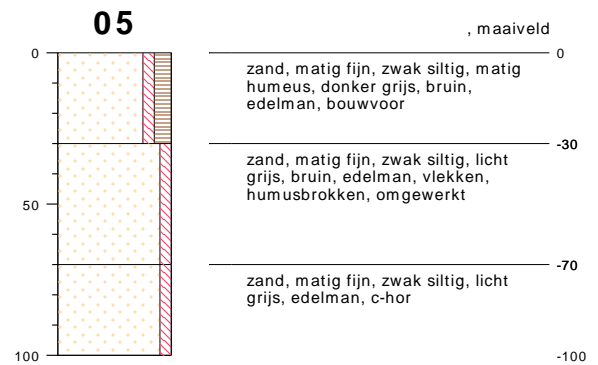 05
, maaiveld
0
0
zand, matig fijn, zwak siltig, matig
humeus, donker grijs, bruin,
edelman, bouwvoor
-30
zand, matig fijn, zwak siltig, licht
grijs, bruin, edelman, vlekken,
humusbrokken, omgewerkt
50
-70
zand, matig fijn, zwak siltig, licht
grijs, edelman, c-hor
100
-100